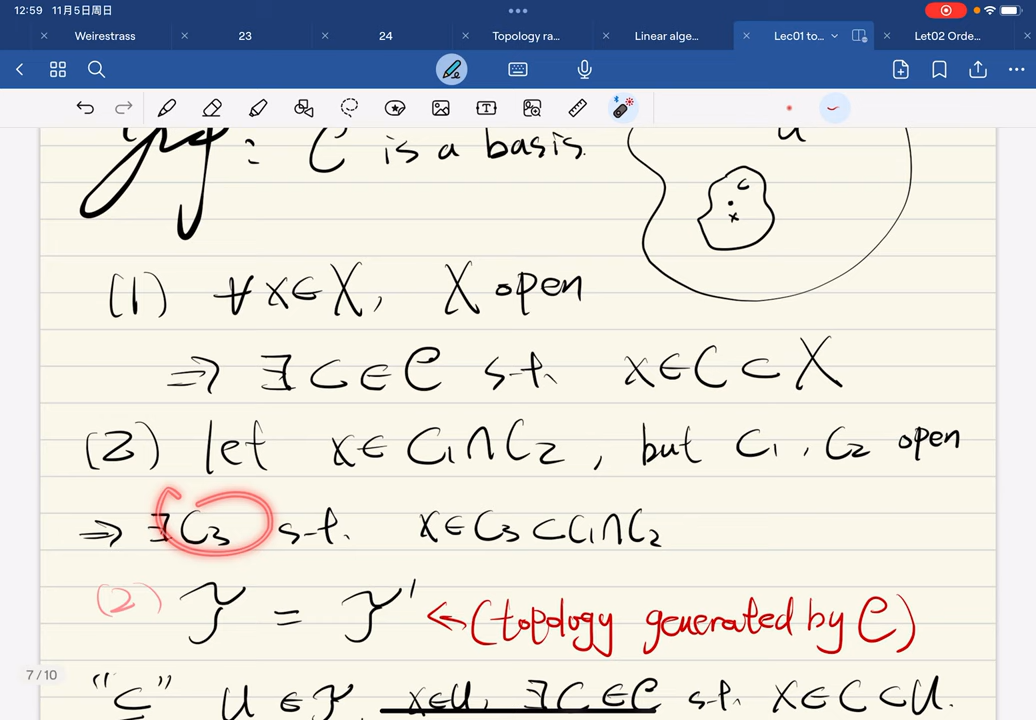 12:59 11月5日周日
Weirestrass 23 24 Topology ra... Linear alge... Lec01 to... Let02 Orde...
: C is a basis. u
c
x
(1) ∀x∈X, X open
⇒ ∃C∈C s.t. x∈C⊂X
(2) let x∈C₁∩C₂, but C₁, C₂ open
⇒ ∃C₃ s.t. x∈C₃⊂C₁∩C₂
(2) 𝒯 = 𝒯' ←(topology generated by C)
7/10
"⊆" U∈𝒯, x∈U, ∃C∈C s.t. x∈C⊂U.